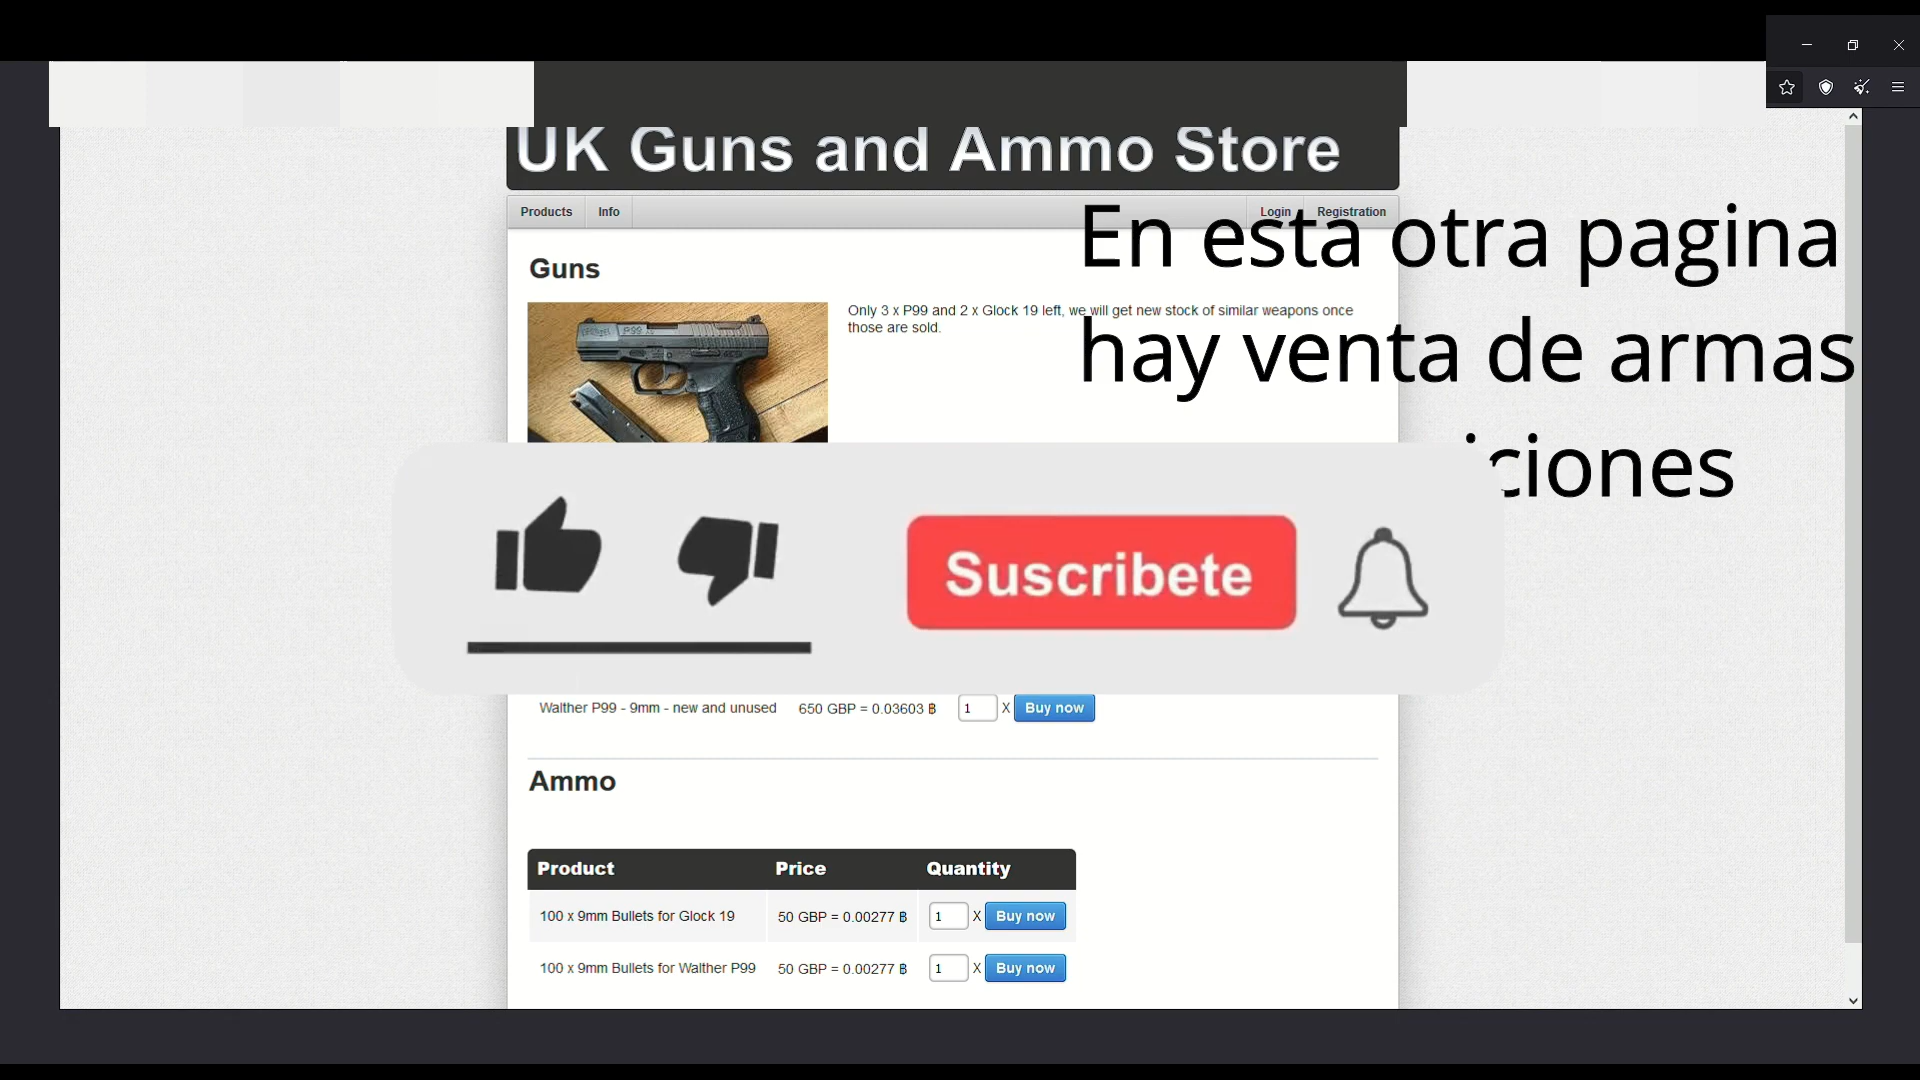 UK Guns and Ammo Store
Products Info Login Registration
En esta otra pagina
hay venta de armas
ciones
Guns
Only 3 x P99 and 2 x Glock 19 left, we will get new stock of similar weapons once
those are sold.
P99
Suscribete
Walther P99 - 9mm - new and unused 650 GBP = 0.03603 ฿ 1 X Buy now
Ammo
Product Price Quantity
100 x 9mm Bullets for Glock 19 50 GBP = 0.00277 ฿ 1 X Buy now
100 x 9mm Bullets for Walther P99 50 GBP = 0.00277 ฿ 1 X Buy now